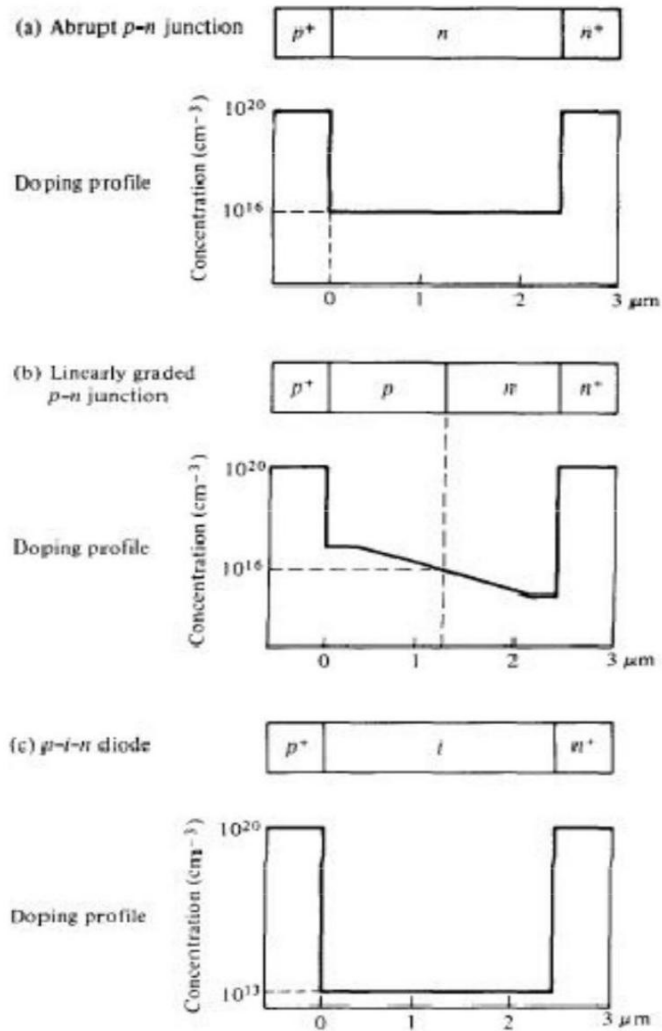 (a) Abrupt p-n junction
p⁺ n n⁺
Concentration (cm⁻³)
10²⁰
Doping profile
10¹⁶
0 1 2 3 μm
(b) Linearly graded
p-n junction
p⁺ p n n⁺
Concentration (cm⁻³)
10²⁰
Doping profile
10¹⁶
0 1 2 3 μm
(c) p-i-n diode
p⁺ i n⁺
Concentration (cm⁻³)
10²⁰
Doping profile
10¹³
0 1 2 3 μm